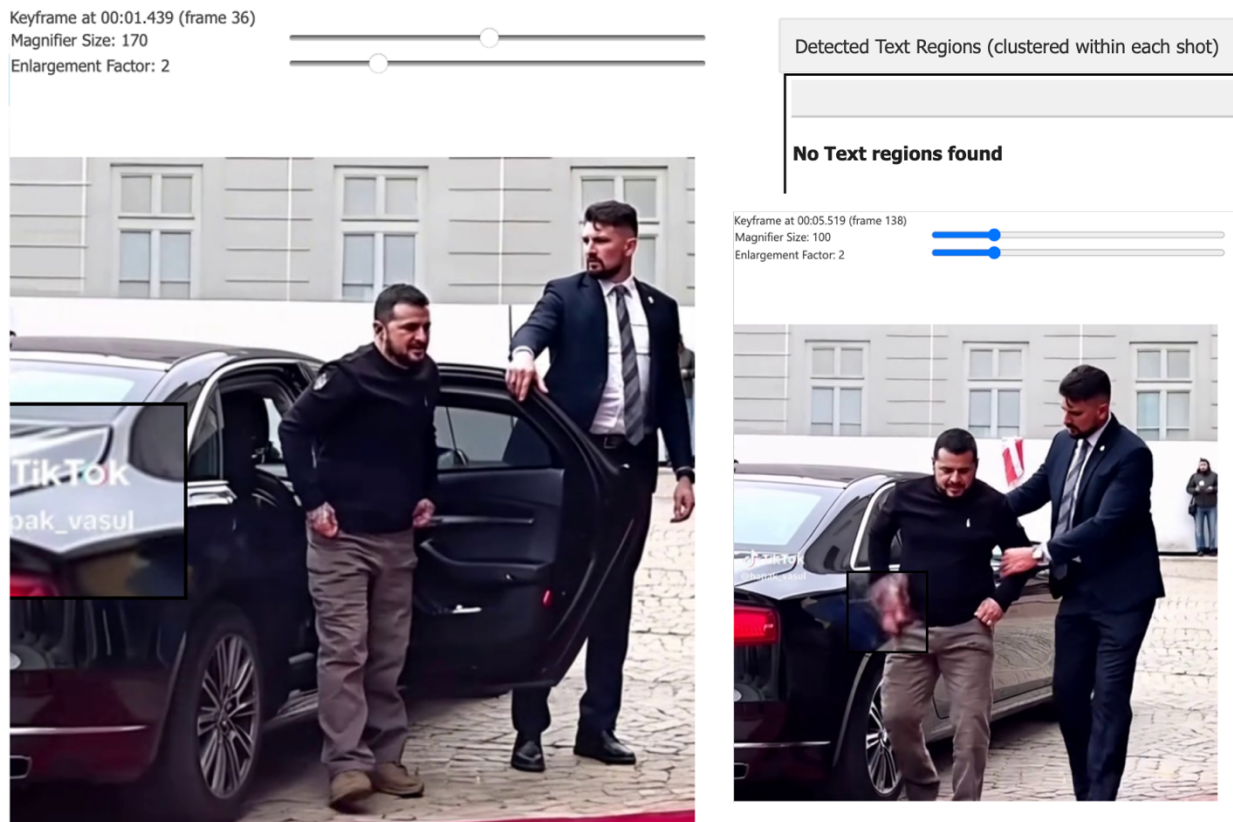 Keyframe at 00:01.439 (frame 36)
Magnifier Size: 170
Enlargement Factor: 2
TikTok
pak_vasul
Detected Text Regions (clustered within each shot)
No Text regions found
Keyframe at 00:05.519 (frame 138)
Magnifier Size: 100
Enlargement Factor: 2
TikTok